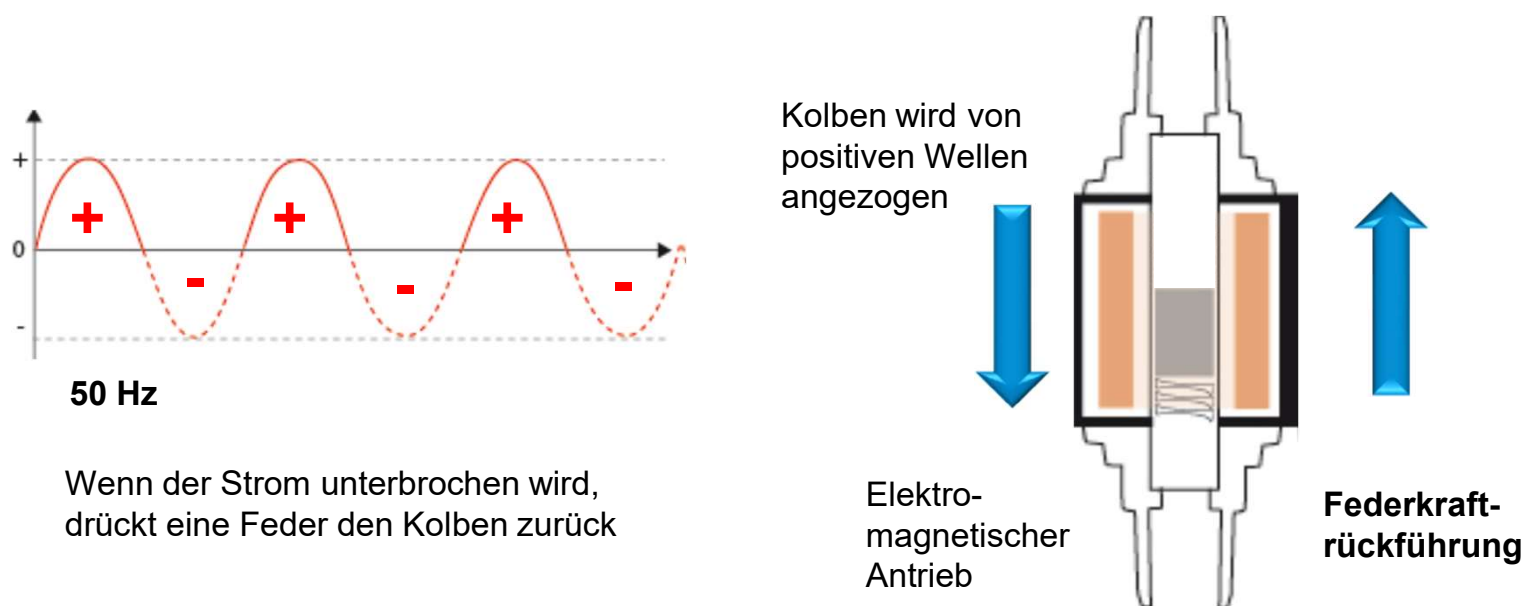 +
0
-
+
+
+
-
-
-
50 Hz
Wenn der Strom unterbrochen wird,
drückt eine Feder den Kolben zurück
Kolben wird von
positiven Wellen
angezogen
Elektro-
magnetischer
Antrieb
Federkraft-
rückführung